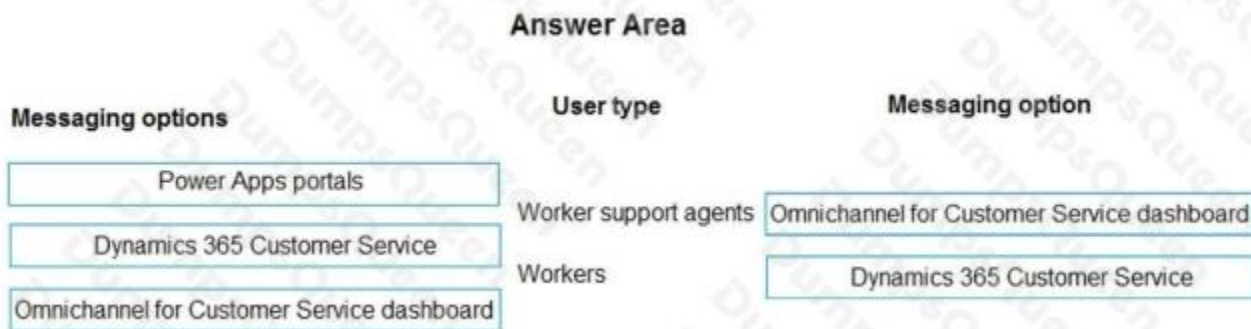 Answer Area
Messaging options User type Messaging option
Power Apps portals
Worker support agents Omnichannel for Customer Service dashboard
Dynamics 365 Customer Service
Workers Dynamics 365 Customer Service
Omnichannel for Customer Service dashboard
DumpsQueen